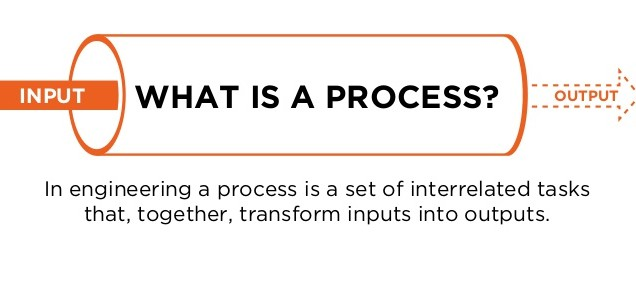 INPUT
WHAT IS A PROCESS?
OUTPUT
In engineering a process is a set of interrelated tasks
that, together, transform inputs into outputs.